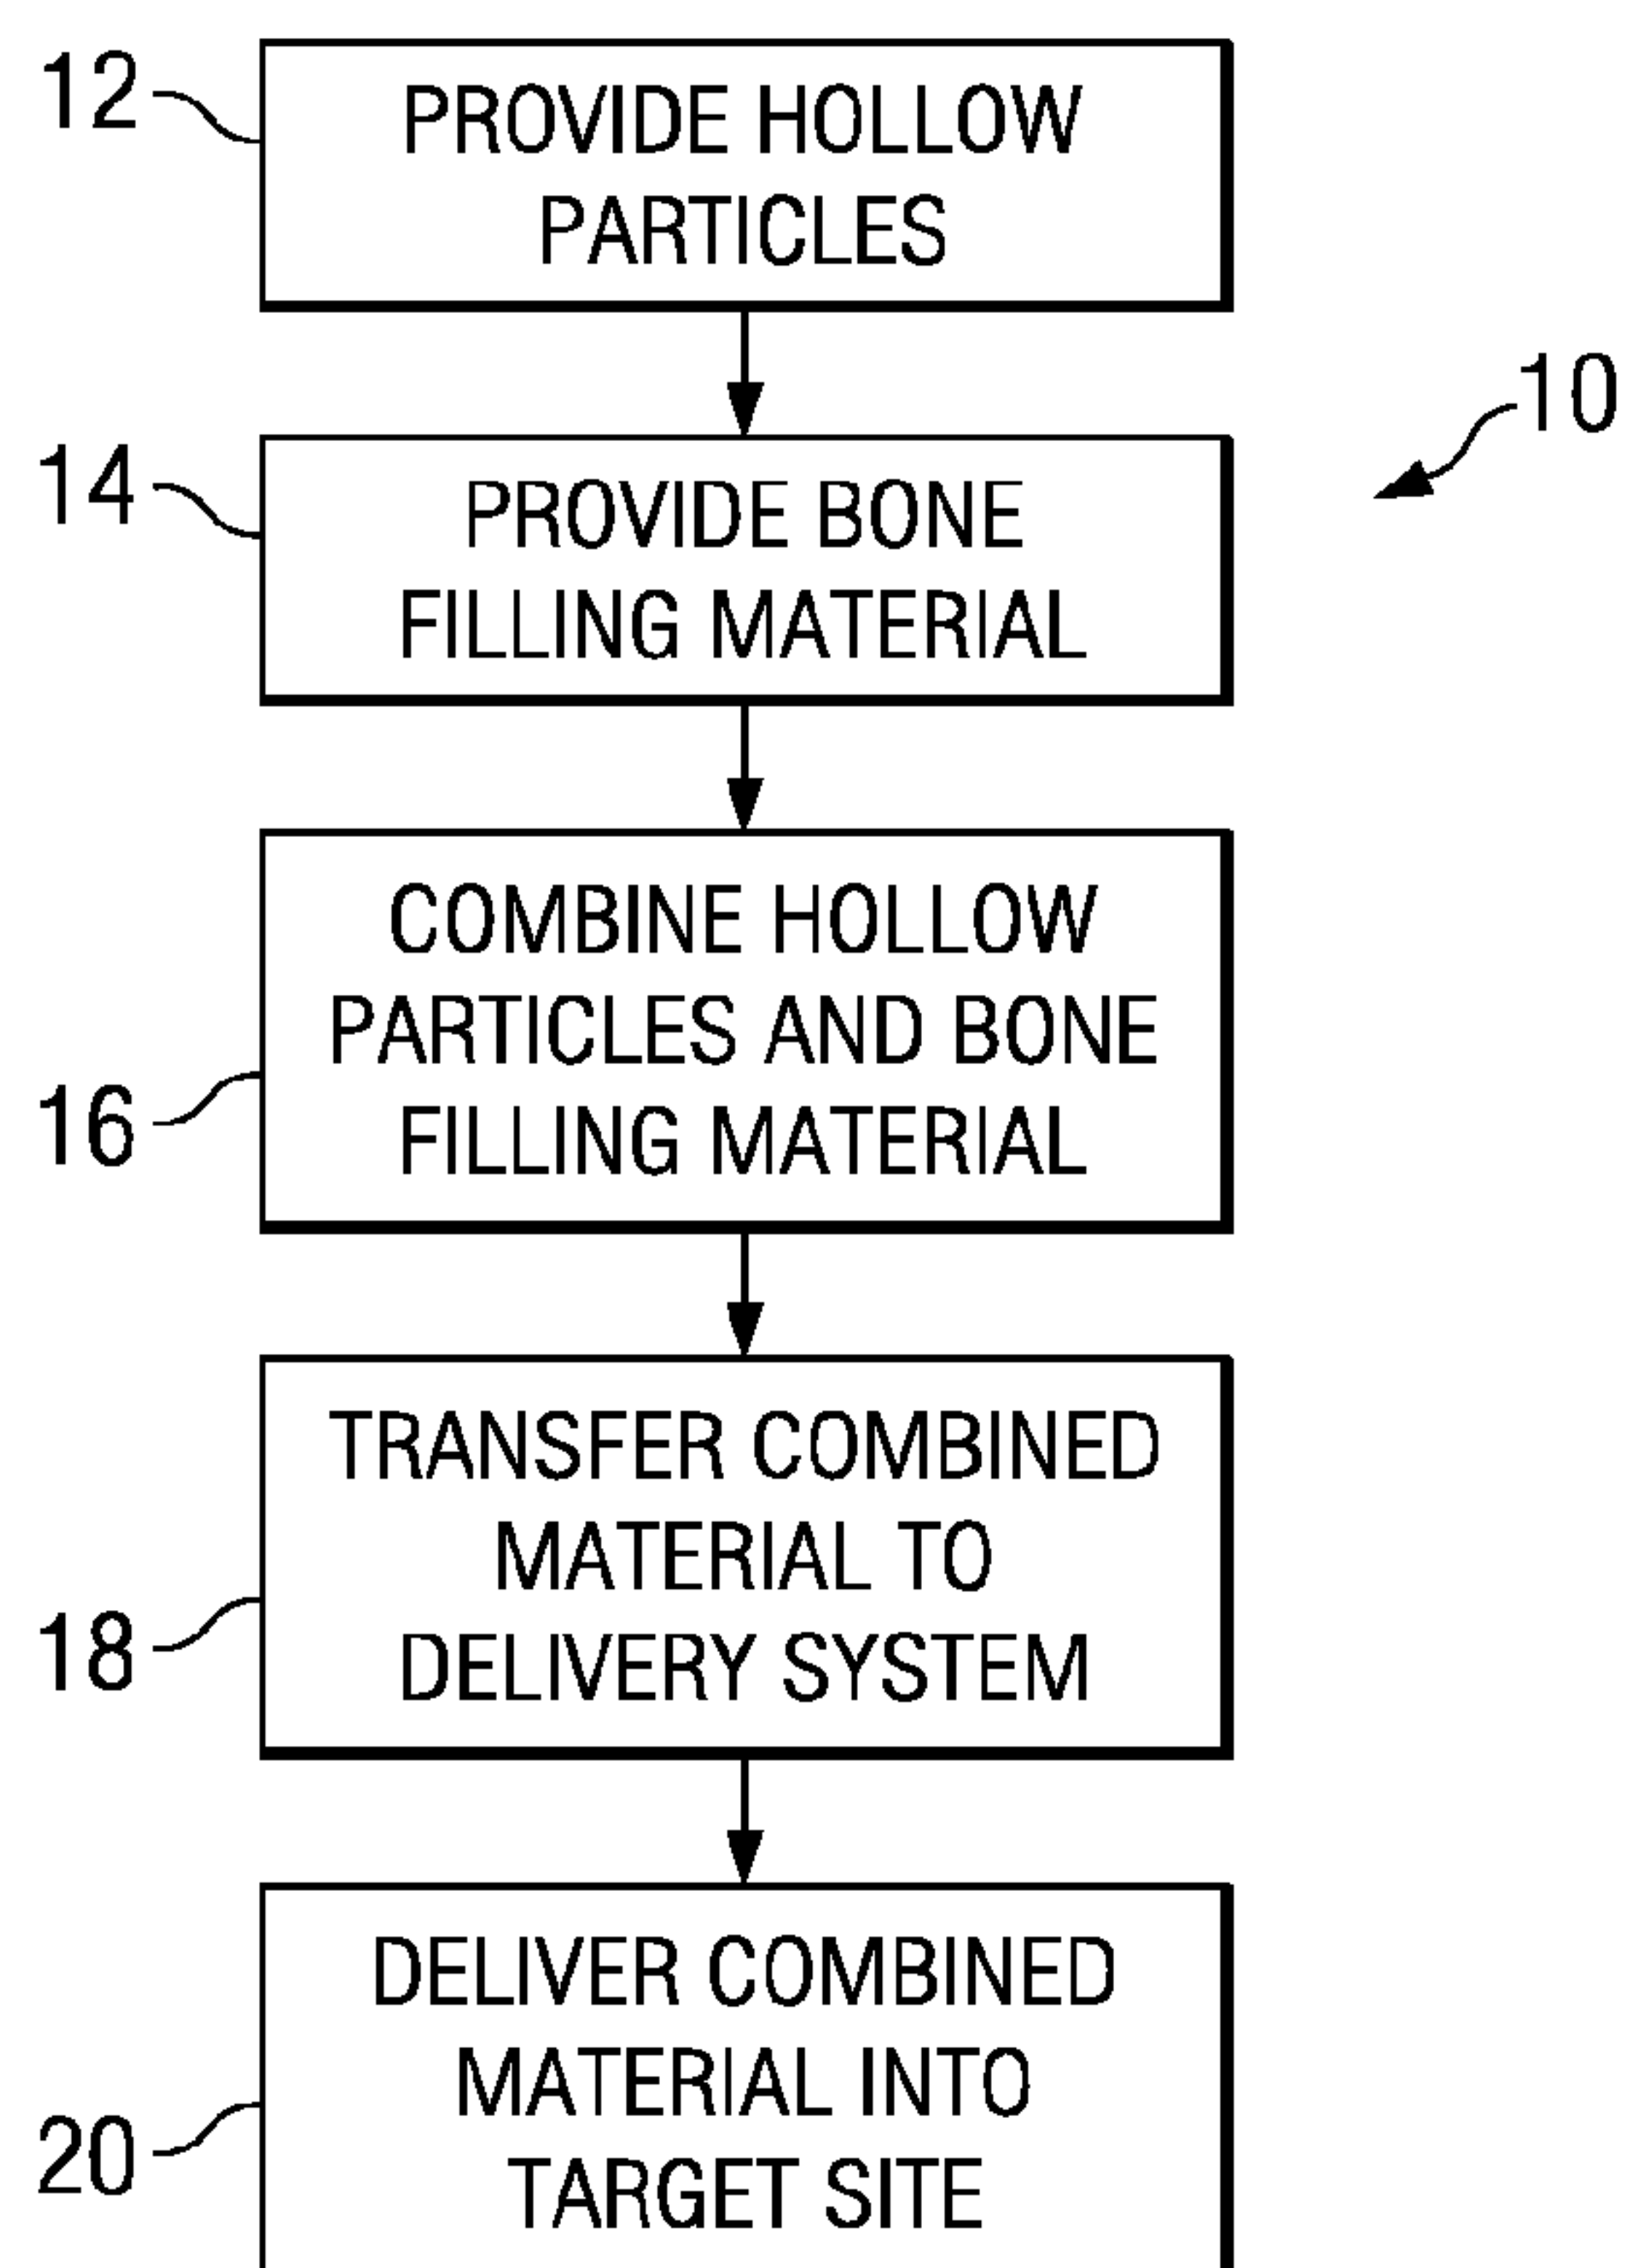 12
PROVIDE HOLLOW
PARTICLES
10
14
PROVIDE BONE
FILLING MATERIAL
COMBINE HOLLOW
PARTICLES AND BONE
FILLING MATERIAL
16
TRANSFER COMBINED
MATERIAL TO
DELIVERY SYSTEM
18
DELIVER COMBINED
MATERIAL INTO
TARGET SITE
20